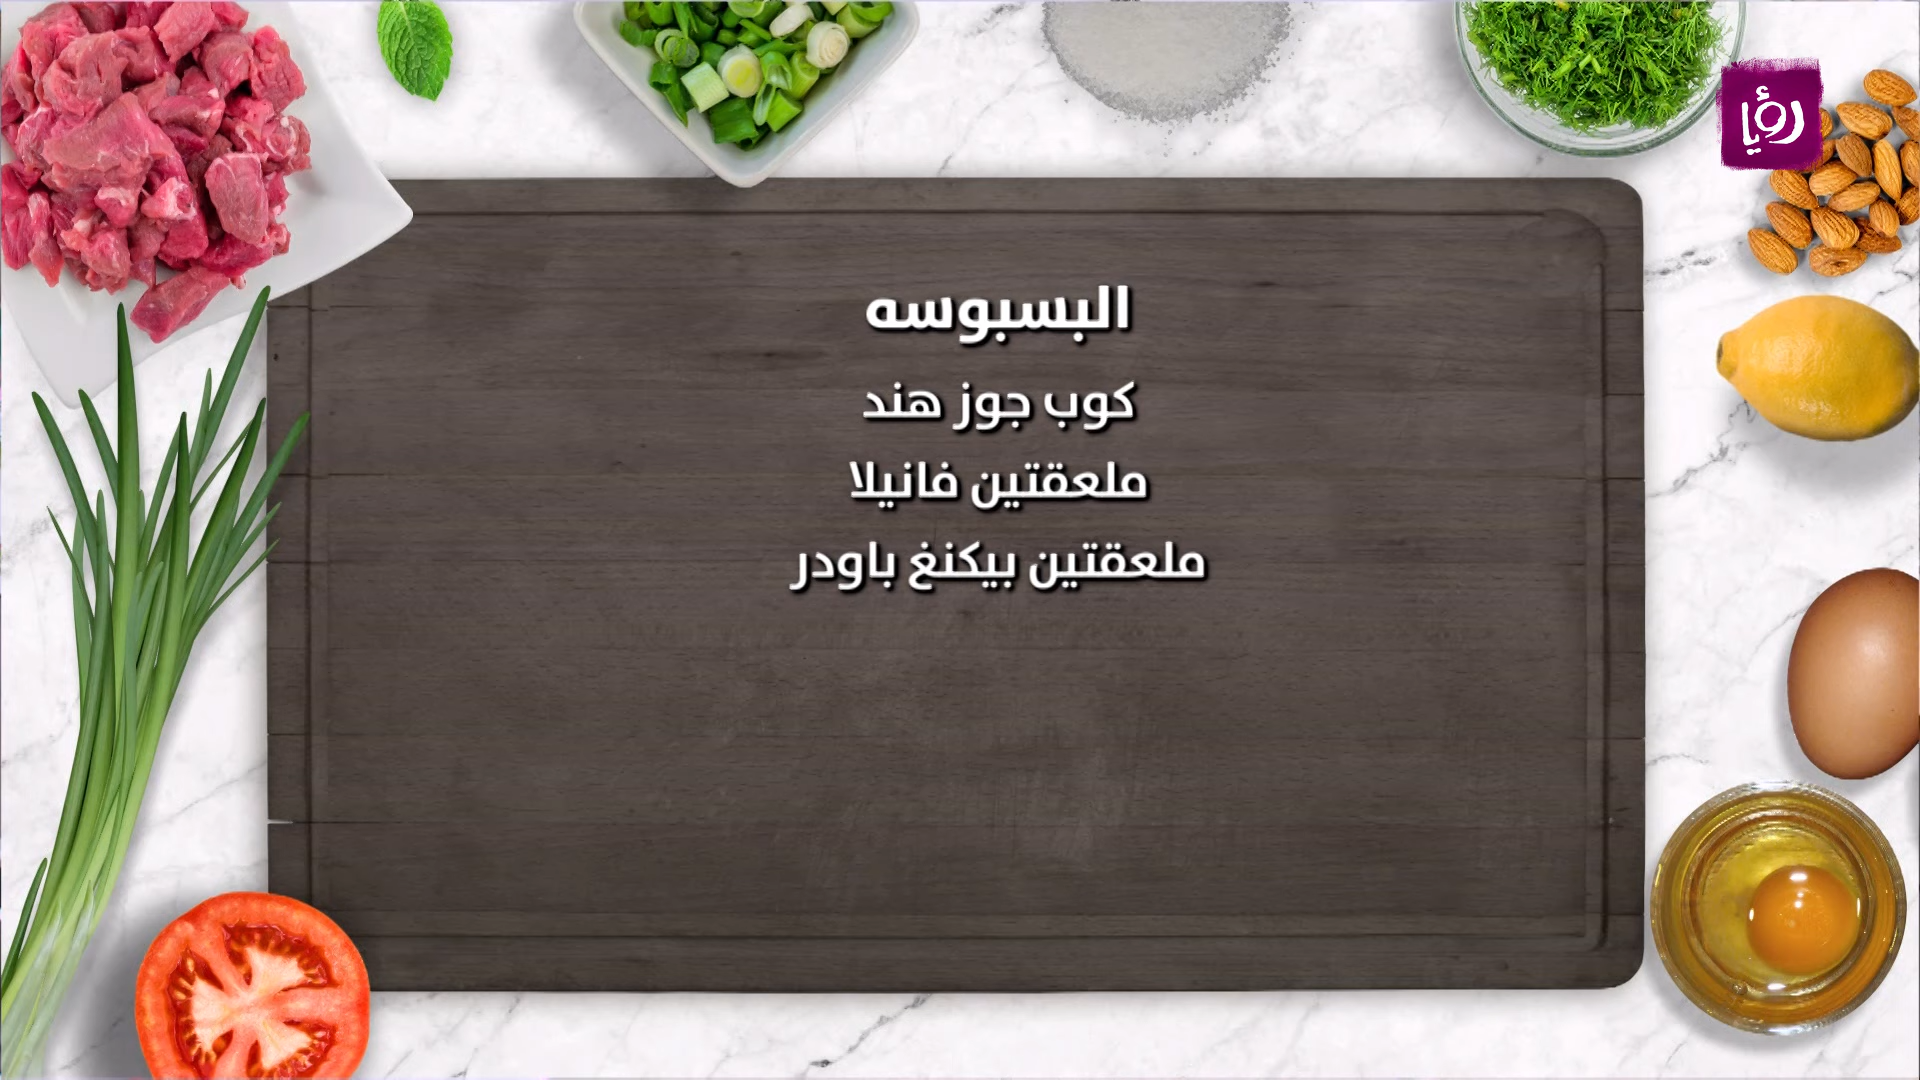 رؤيا
البسبوسه
كوب جوز هند
ملعقتين فانيلا
ملعقتين بيكنغ باودر